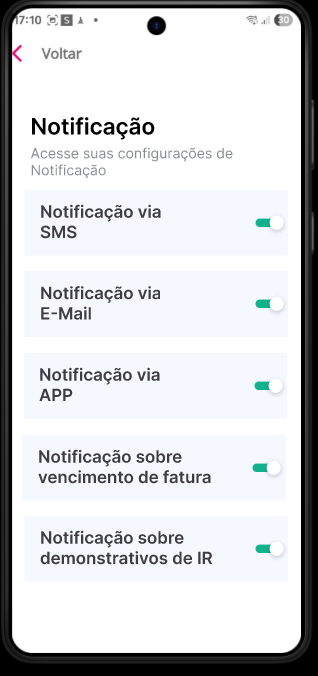 17:10 S 30
Voltar
Notificação
Acesse suas configurações de
Notificação
Notificação via
SMS
Notificação via
E-Mail
Notificação via
APP
Notificação sobre
vencimento de fatura
Notificação sobre
demonstrativos de IR